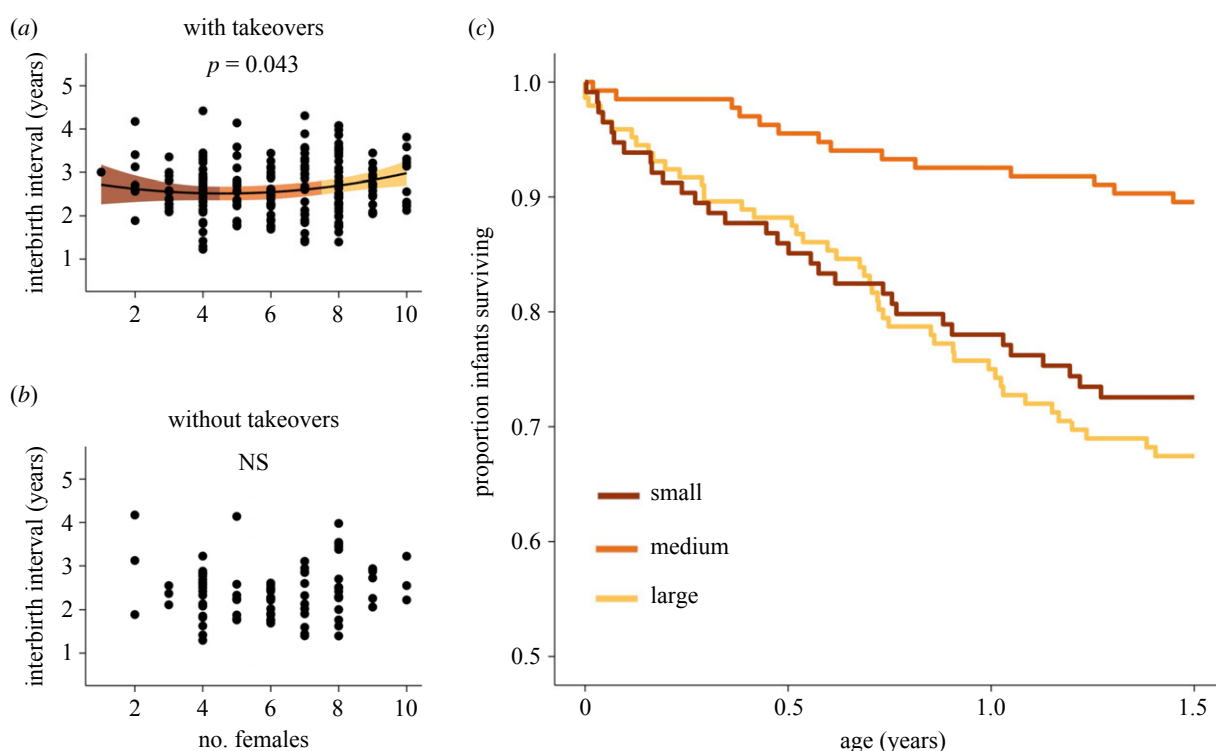 (a)
with takeovers
p = 0.043
interbirth interval (years)
5
4
3
2
1
2
4
6
8
10
(b)
without takeovers
NS
interbirth interval (years)
5
4
3
2
1
2
4
6
8
10
no. females
(c)
proportion infants surviving
1.0
0.9
0.8
0.7
0.6
0.5
small
medium
large
0
0.5
1.0
1.5
age (years)